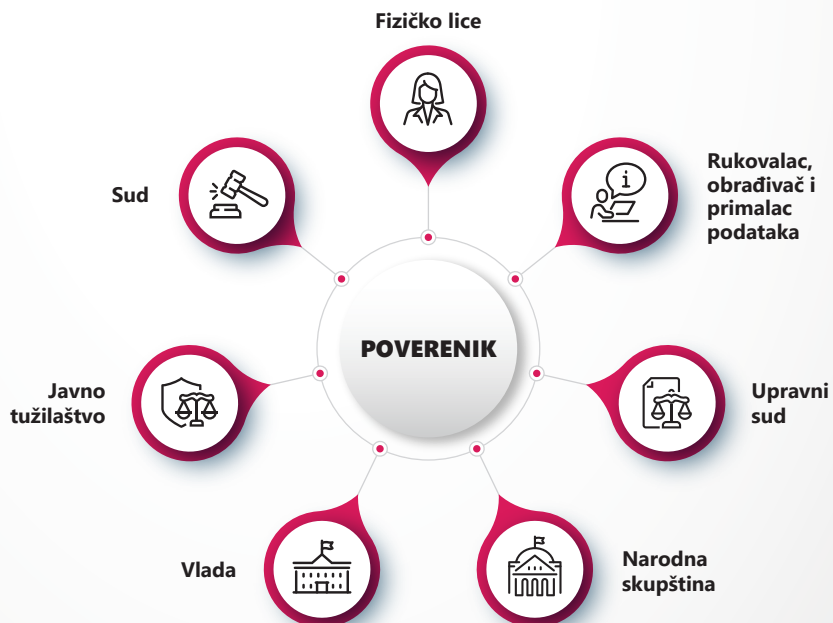 Fizičko lice
Rukovalac,
obrađivač i
primalac
podataka
Sud
POVERENIK
Javno
tužilaštvo
Upravni
sud
Vlada
Narodna
skupština